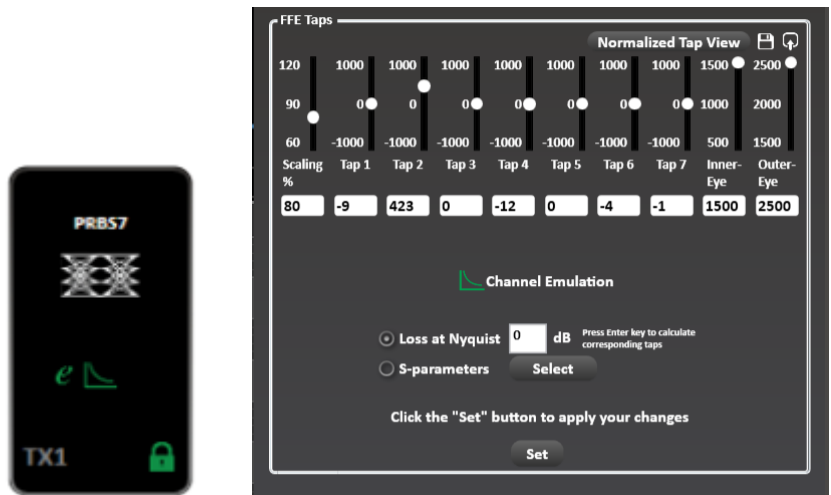 PRBS7
e
TX1
FFE Taps
Normalized Tap View
120 1000 1000 1000 1000 1000 1000 1000 1500 2500
90 0 0 0 0 0 0 0 1000 2000
60 -1000 -1000 -1000 -1000 -1000 -1000 -1000 500 1500
Scaling % Tap 1 Tap 2 Tap 3 Tap 4 Tap 5 Tap 6 Tap 7 Inner-Eye Outer-Eye
80 -9 423 0 -12 0 -4 -1 1500 2500
Channel Emulation
Loss at Nyquist 0 dB Press Enter key to calculate
corresponding taps
S-parameters Select
Click the "Set" button to apply your changes
Set